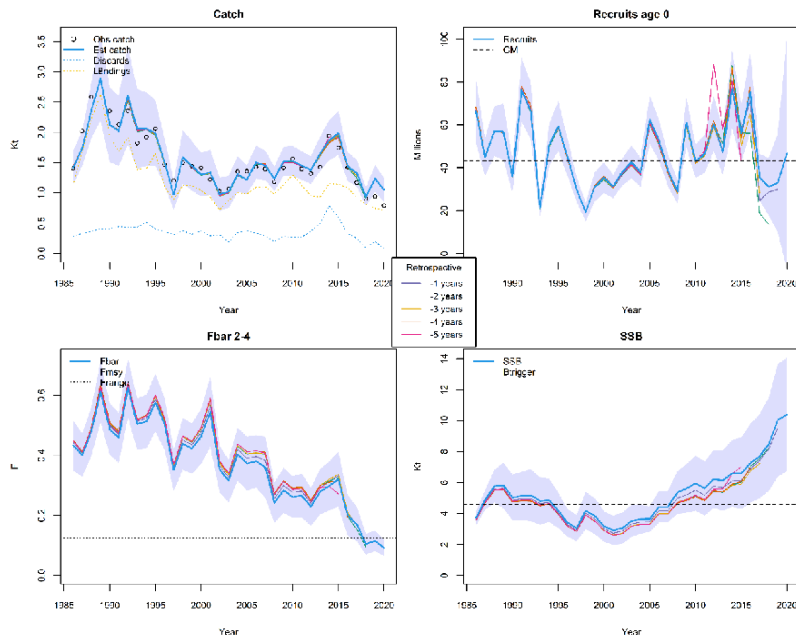 Catch
Obs catch
Est catch
Discards
Landings
Kt
3.5
3.0
2.5
2.0
1.5
1.0
0.5
0.0
1985 1990 1995 2000 2005 2010 2015 2020
Year
Recruits age 0
Recruits
GM
Millions
100
80
60
40
20
0
1990 1995 2000 2005 2010 2015 2020
Year
Retrospective
-1 years
-2 years
-3 years
-4 years
-5 years
Fbar 2-4
Fbar
Fmsy
Frange
F
0.6
0.4
0.2
0.0
1985 1990 1995 2000 2005 2010 2015 2020
Year
SSB
SSB
Btrigger
Kt
14
12
10
8
6
4
2
0
1985 1990 1995 2000 2005 2010 2015 2020
Year